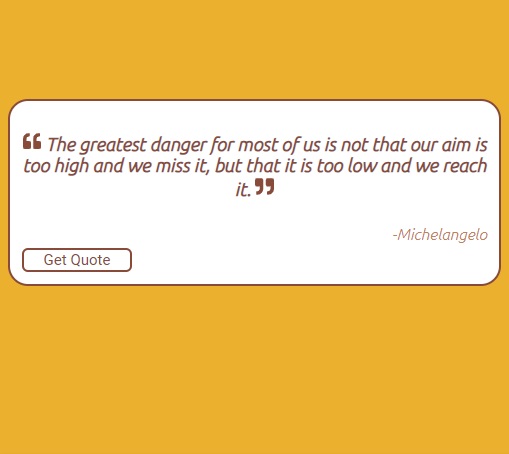 ❝ The greatest danger for most of us is not that our aim is
too high and we miss it, but that it is too low and we reach
it. ❞
-Michelangelo
Get Quote